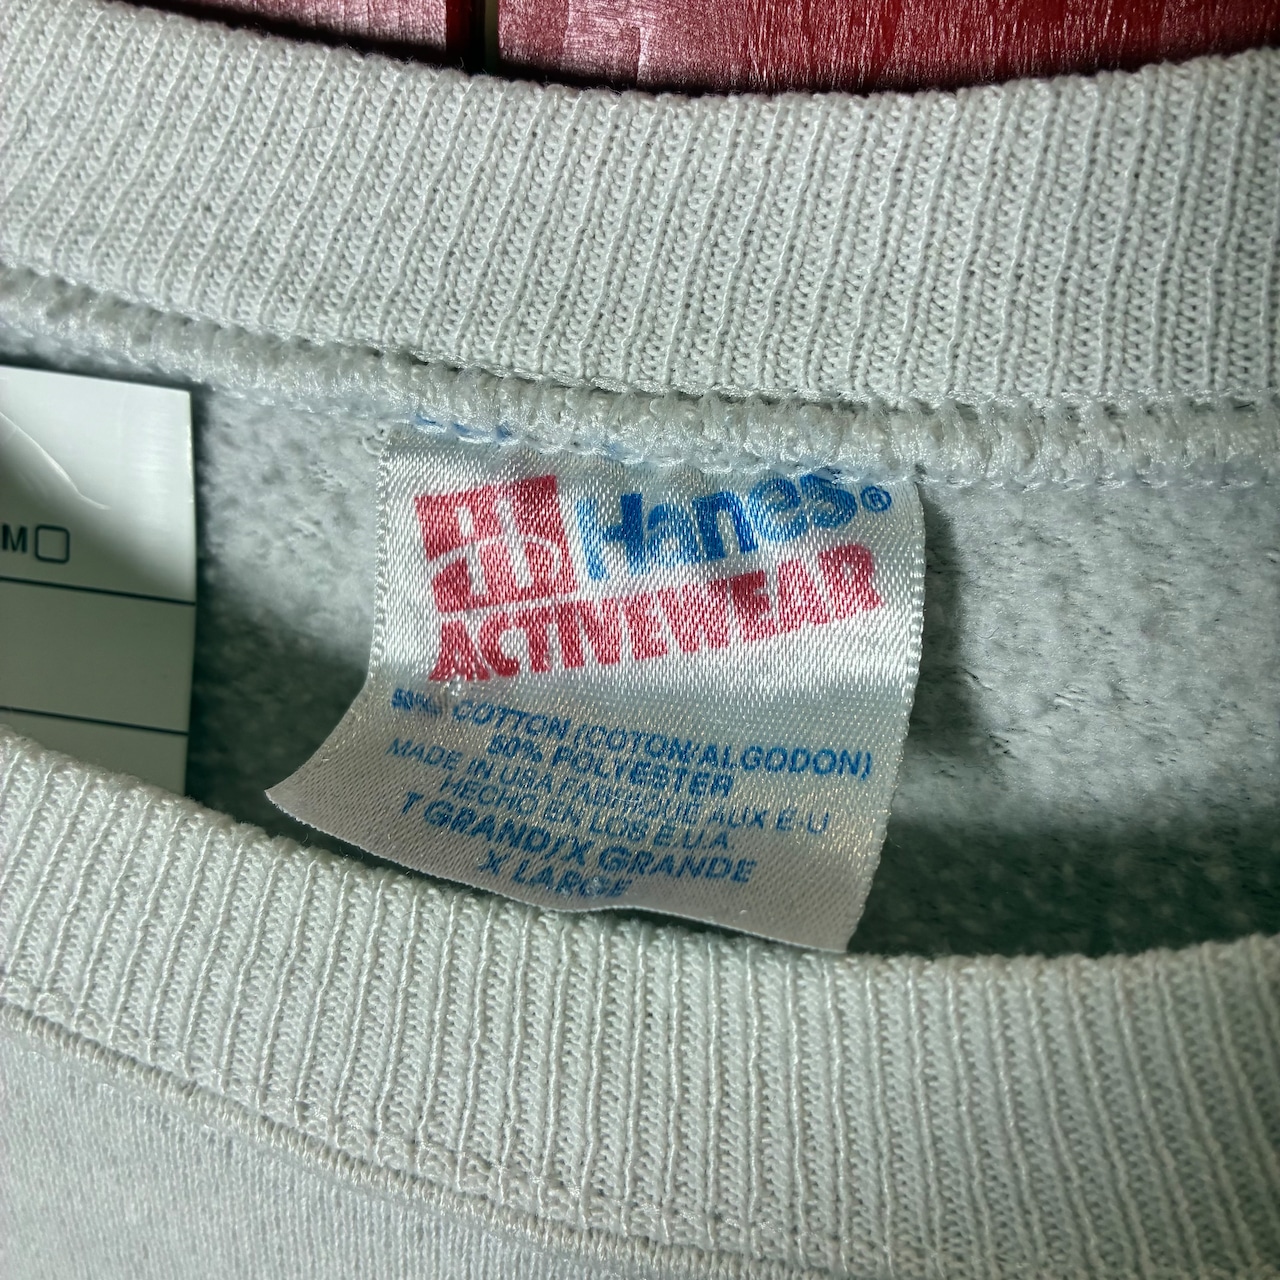 M
Hanes®
ACTIVEWEAR
50% COTTON (COTON/ALGODON)
50% POLYESTER
MADE IN USA FABRIQUE AUX E-U
HECHO EN LOS E.U.A
T GRAND)X GRANDE
X LARGE